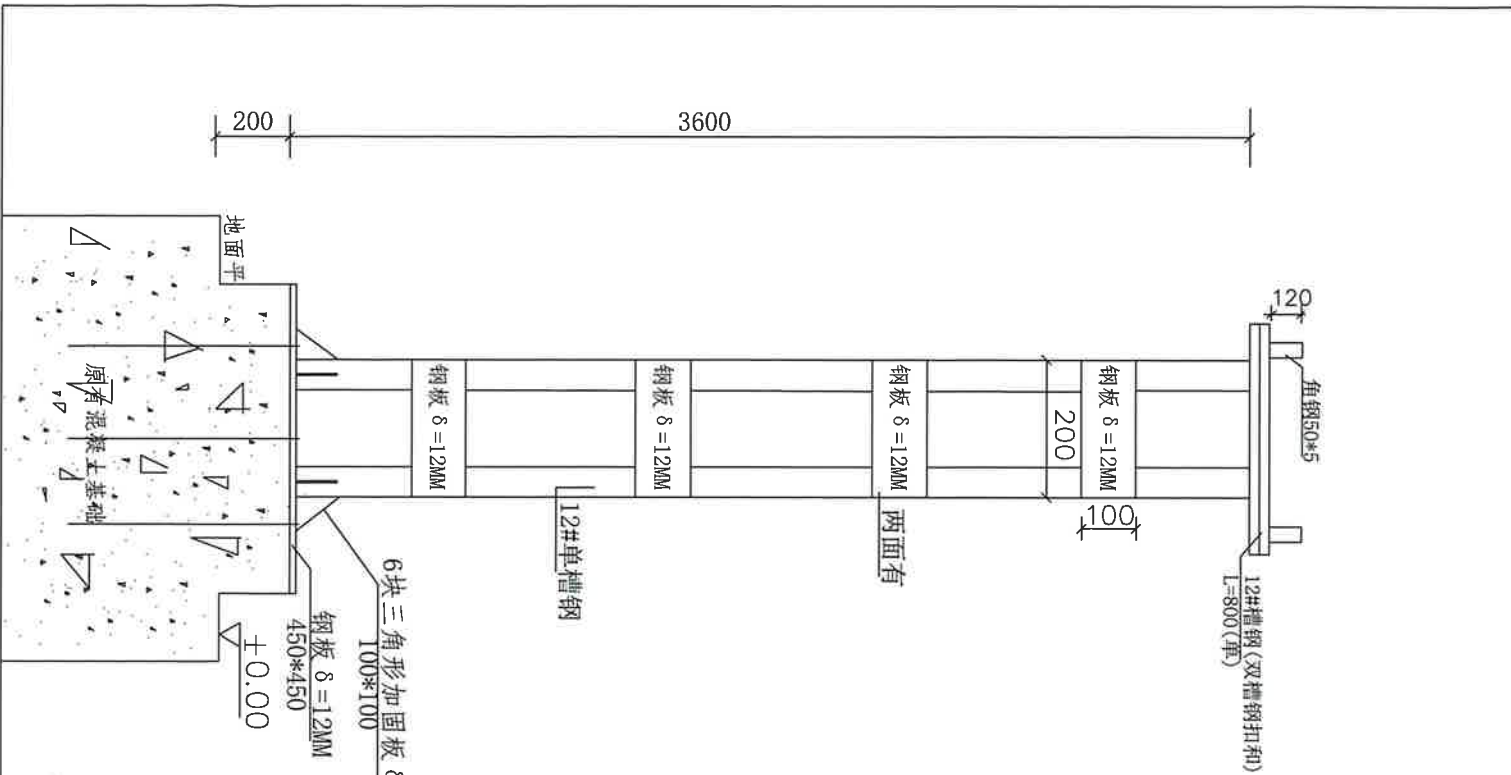 200
3600
120
角钢50*5
地面平
钢板 δ=12MM
钢板 δ=12MM
钢板 δ=12MM
钢板 δ=12MM
200
100
原有混凝土基础
12#单槽钢
两面有
12#槽钢(双槽钢扣和)
L=800(单)
6块三角形加固板 δ
100*100
钢板 δ=12MM
450*450
±0.00